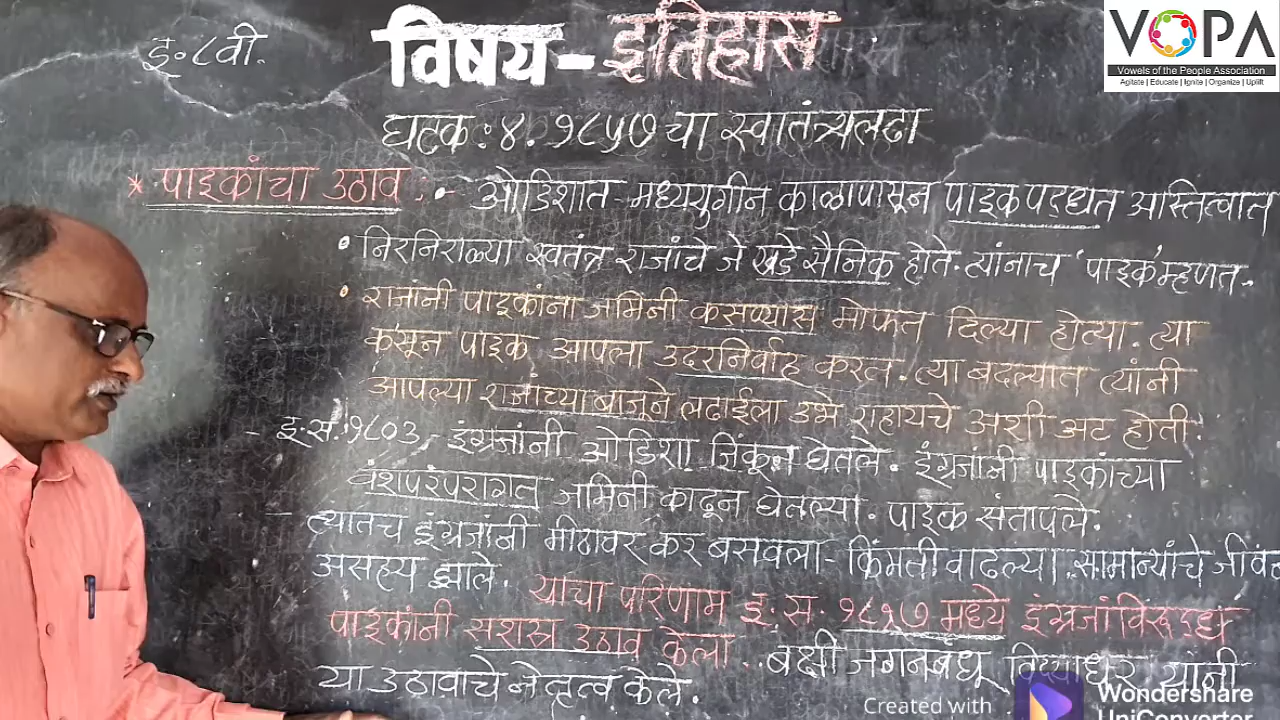 इ.८वी.
विषय - इतिहास
VOPA
Vowels of the People Association
Agitate | Educate | Ignite | Organize | Uplift
घटक : ४. १८५७ चा स्वातंत्र्यलढा
* पाइकांचा उठाव :- ओडिशात मध्ययुगीन काळापासून पाइक पद्धत अस्तित्वात
• निरनिराळ्या स्वतंत्र राजांचे जे खडे सैनिक होते. त्यांनाच 'पाइक' म्हणत.
• राजांनी पाइकांना जमिनी कसण्यास मोफत दिल्या होत्या. त्या
कसून पाइक आपला उदरनिर्वाह करत. त्या बदल्यात त्यांनी
आपल्या राजांच्या बाजूने लढाईला उभे राहायचे अशी अट होती.
- इ.स. १८०३ - इंग्रजांनी ओडिशा जिंकून घेतले. इंग्रजांनी पाइकांच्या
वंशपरंपरागत जमिनी काढून घेतल्या. पाइक संतापले.
- त्यातच इंग्रजांनी मीठावर कर बसवला - किंमती वाढल्या. सामान्यांचे जीवन
असह्य झाले. याचा परिणाम इ.स. १८१७ मध्ये इंग्रजांविरूद्ध
पाइकांनी सशस्त्र उठाव केला. बक्षी जगनबंधू विद्याधर यांनी
या उठावाचे नेतृत्व केले.
Created with
Wondershare
UniConverter